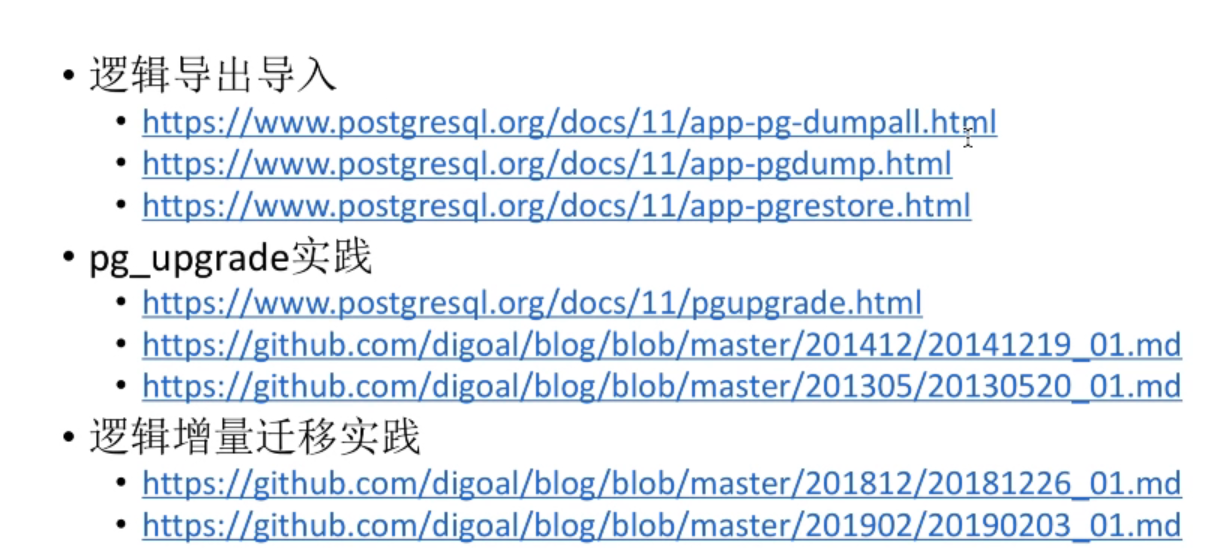 • 逻辑导出导入
• https://www.postgresql.org/docs/11/app-pg-dumpall.html
• https://www.postgresql.org/docs/11/app-pgdump.html
• https://www.postgresql.org/docs/11/app-pgrestore.html
• pg_upgrade实践
• https://www.postgresql.org/docs/11/pgupgrade.html
• https://github.com/digoal/blog/blob/master/201412/20141219_01.md
• https://github.com/digoal/blog/blob/master/201305/20130520_01.md
• 逻辑增量迁移实践
• https://github.com/digoal/blog/blob/master/201812/20181226_01.md
• https://github.com/digoal/blog/blob/master/201902/20190203_01.md